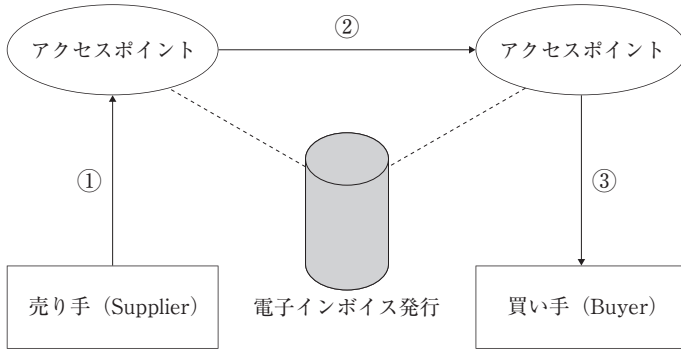 アクセスポイント
②
アクセスポイント
①
③
売り手（Supplier）
電子インボイス発行
買い手（Buyer）